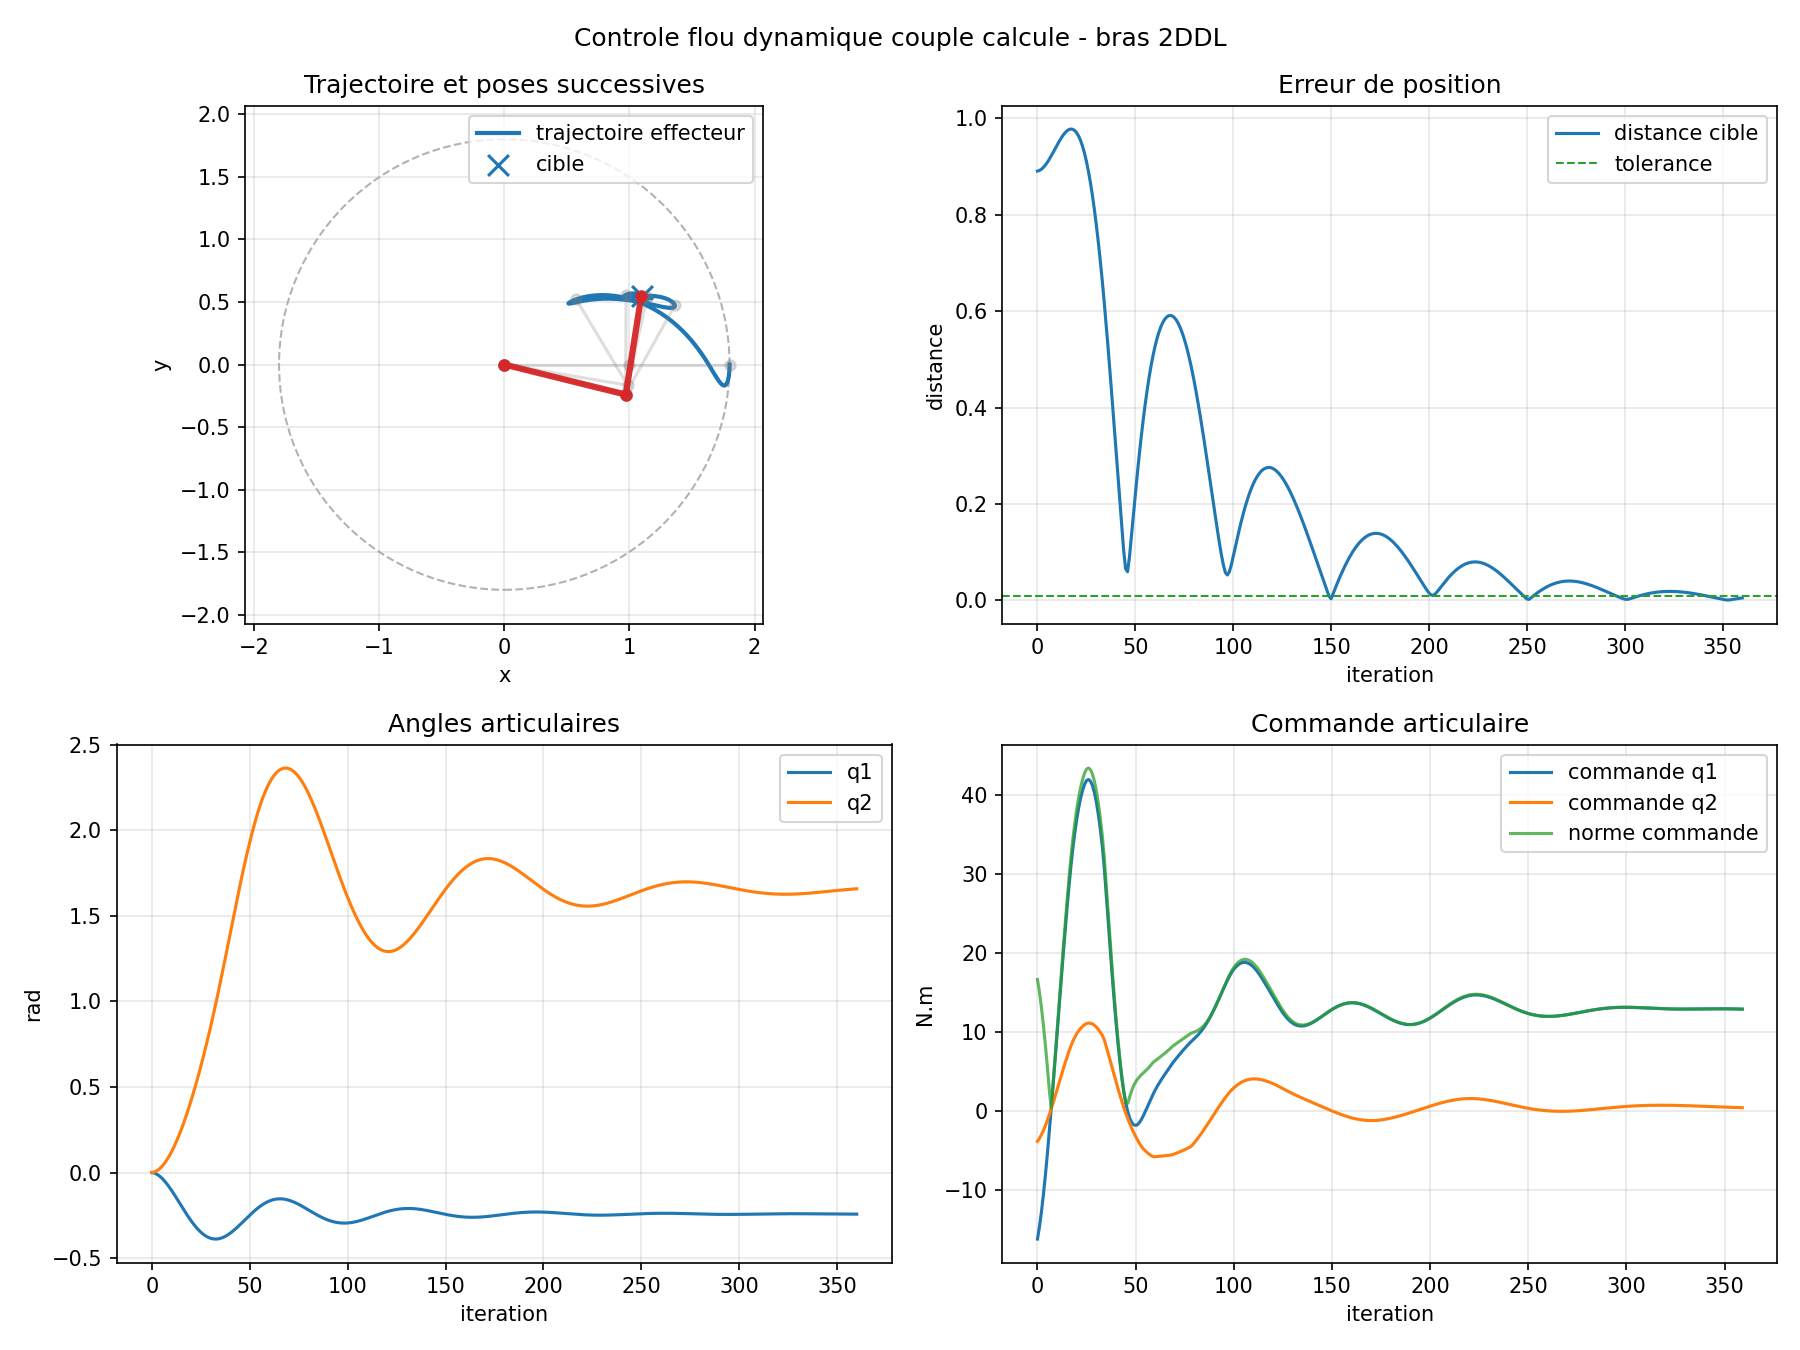 Controle flou dynamique couple calcule - bras 2DDL
Trajectoire et poses successives
trajectoire effecteur
cible
2.0
1.5
1.0
0.5
0.0
−0.5
−1.0
−1.5
−2.0
y
−2
−1
0
1
2
x
Erreur de position
distance cible
tolerance
1.0
0.8
0.6
0.4
0.2
0.0
distance
0
50
100
150
200
250
300
350
iteration
Angles articulaires
q1
q2
2.5
2.0
1.5
1.0
0.5
0.0
−0.5
rad
0
50
100
150
200
250
300
350
iteration
Commande articulaire
commande q1
commande q2
norme commande
40
30
20
10
0
−10
N.m
0
50
100
150
200
250
300
350
iteration